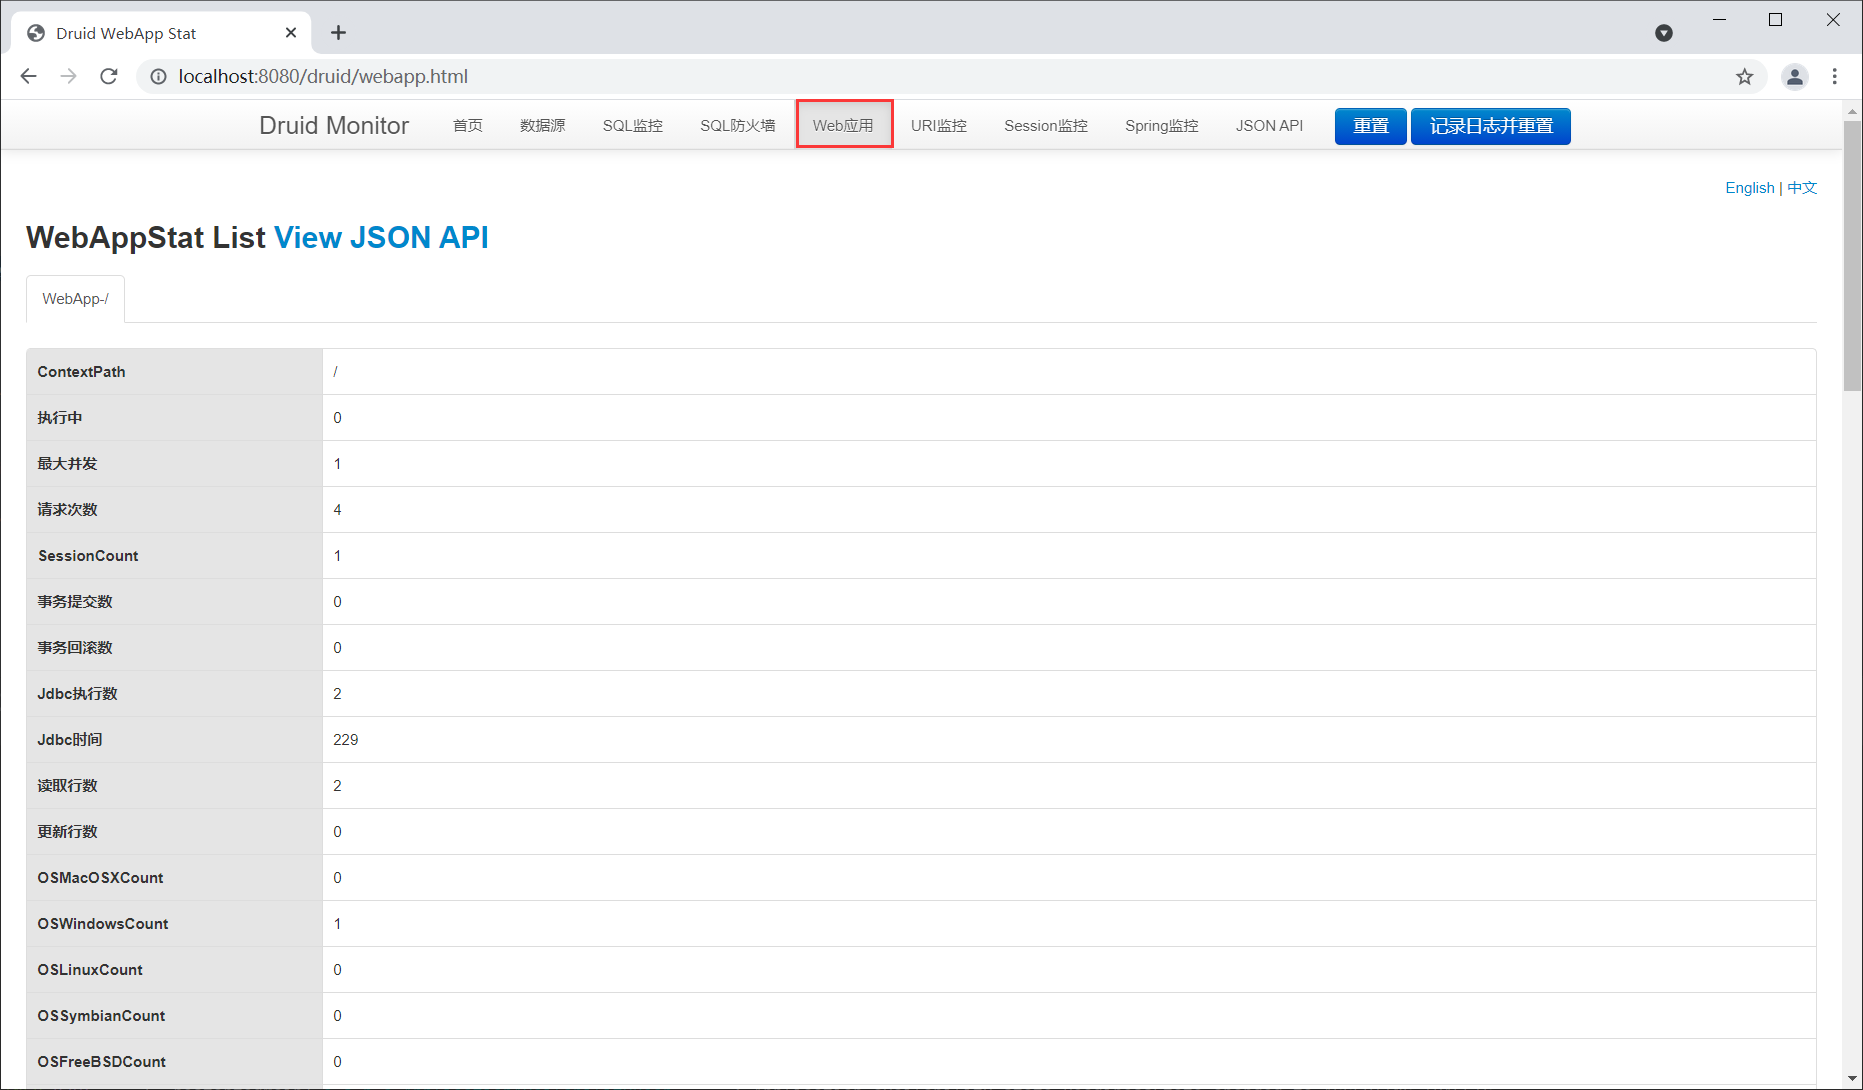 Druid WebApp Stat
localhost:8080/druid/webapp.html
Druid Monitor 首页 数据源 SQL监控 SQL防火墙 Web应用 URI监控 Session监控 Spring监控 JSON API 重置 记录日志并重置
English | 中文
WebAppStat List View JSON API
WebApp-/
ContextPath /
执行中 0
最大并发 1
请求次数 4
SessionCount 1
事务提交数 0
事务回滚数 0
Jdbc执行数 2
Jdbc时间 229
读取行数 2
更新行数 0
OSMacOSXCount 0
OSWindowsCount 1
OSLinuxCount 0
OSSymbianCount 0
OSFreeBSDCount 0